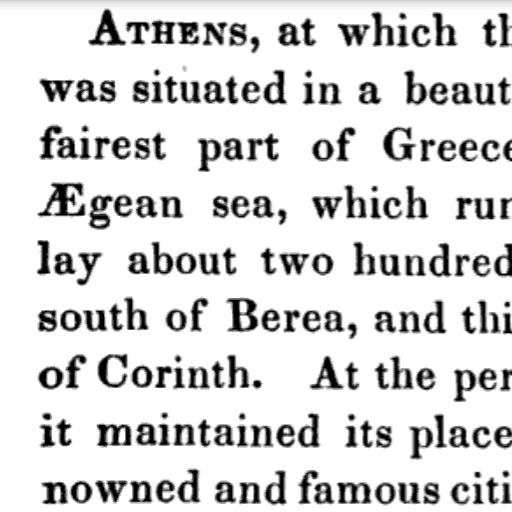 ATHENS, at which th
was situated in a beaut
fairest part of Greece
Ægean sea, which run
lay about two hundred
south of Berea, and thi
of Corinth. At the per
it maintained its place
nowned and famous citi